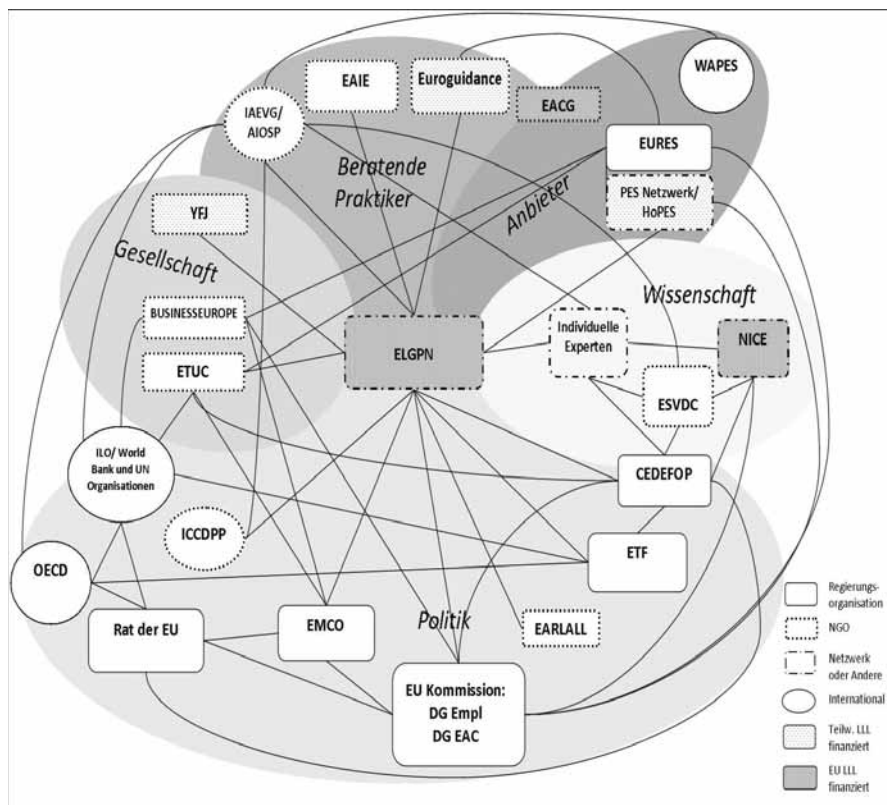 WAPES
EAIE
Euroguidance
EACG
IAEVG/
AIOSP
EURES
Beratende
Praktiker
Anbieter
PES Netzwerk/
HoPES
YFJ
Gesellschaft
Wissenschaft
BUSINESSEUROPE
Individuelle
Experten
NICE
ELGPN
ETUC
ESVDC
ILO/ World
Bank und UN
Organisationen
CEDEFOP
ICCDPP
ETF
OECD
Rat der EU
EMCO
Politik
EARLALL
EU Kommission:
DG Empl
DG EAC
Regierungs-
organisation
NGO
Netzwerk
oder Andere
International
Teilw. LLL
finanziert
EU LLL
finanziert